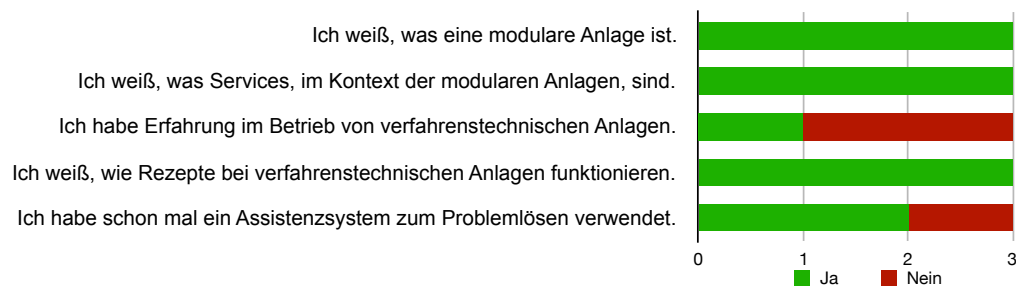 Ich weiß, was eine modulare Anlage ist.
Ich weiß, was Services, im Kontext der modularen Anlagen, sind.
Ich habe Erfahrung im Betrieb von verfahrenstechnischen Anlagen.
Ich weiß, wie Rezepte bei verfahrenstechnischen Anlagen funktionieren.
Ich habe schon mal ein Assistenzsystem zum Problemlösen verwendet.
0 1 2 3
Ja Nein